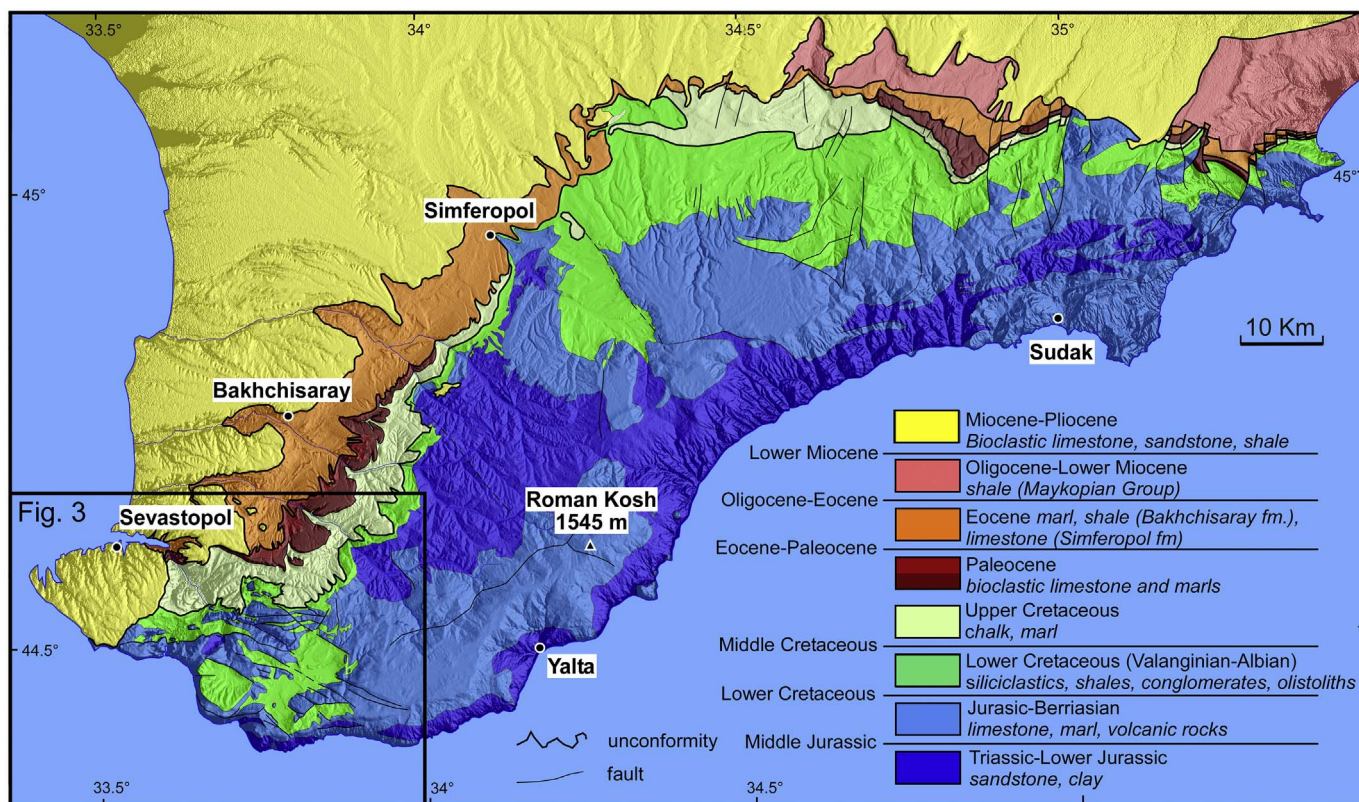 33.5°
34°
34.5°
35°
45°
45°
Simferopol
Sudak
10 Km
Bakhchisaray
Fig. 3
Sevastopol
Roman Kosh
1545 m
44.5°
Yalta
Miocene-Pliocene
Bioclastic limestone, sandstone, shale
Lower Miocene
Oligocene-Lower Miocene
shale (Maykopian Group)
Oligocene-Eocene
Eocene marl, shale (Bakhchisaray fm.),
limestone (Simferopol fm)
Eocene-Paleocene
Paleocene
bioclastic limestone and marls
Upper Cretaceous
chalk, marl
Middle Cretaceous
Lower Cretaceous (Valanginian-Albian)
siliciclastics, shales, conglomerates, olistoliths
Lower Cretaceous
Jurasic-Berriasian
limestone, marl, volcanic rocks
Middle Jurassic
Triassic-Lower Jurassic
sandstone, clay
unconformity
fault
33.5°
34°
34.5°